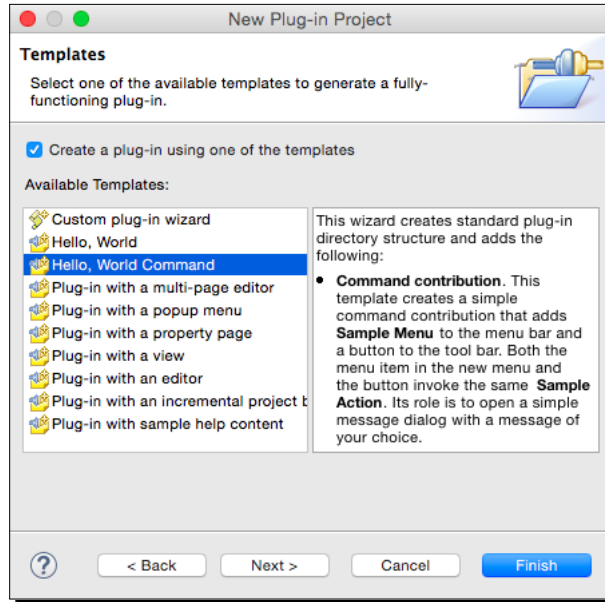 New Plug-in Project
Templates
Select one of the available templates to generate a fully-
functioning plug-in.
Create a plug-in using one of the templates
Available Templates:
Custom plug-in wizard
Hello, World
Hello, World Command
Plug-in with a multi-page editor
Plug-in with a popup menu
Plug-in with a property page
Plug-in with a view
Plug-in with an editor
Plug-in with an incremental project b
Plug-in with sample help content
This wizard creates standard plug-in
directory structure and adds the
following:
• Command contribution. This
template creates a simple
command contribution that adds
Sample Menu to the menu bar and
a button to the tool bar. Both the
menu item in the new menu and
the button invoke the same Sample
Action. Its role is to open a simple
message dialog with a message of
your choice.
?
< Back
Next >
Cancel
Finish